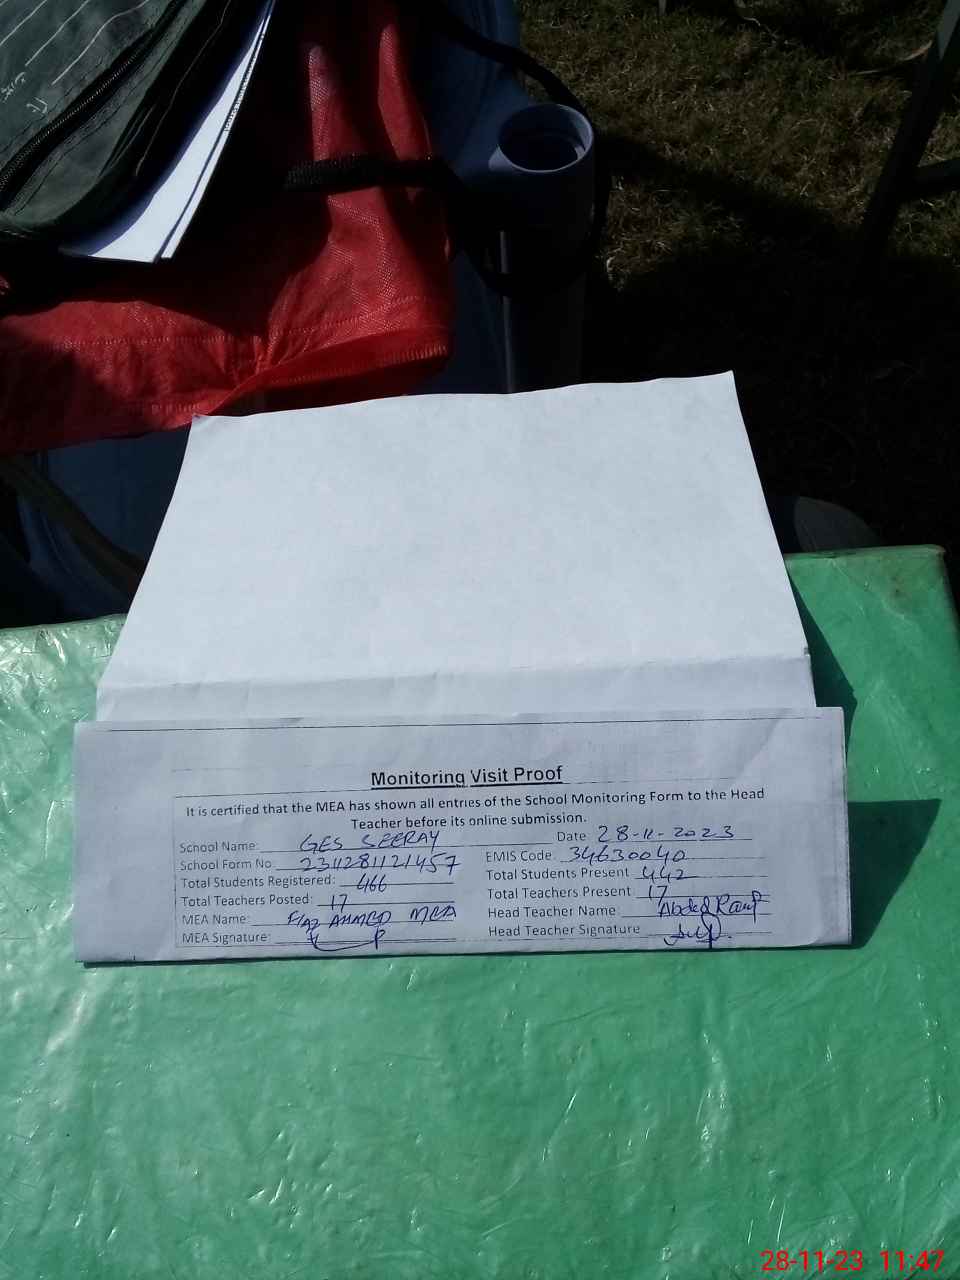 Monitoring Visit Proof
It is certified that the MEA has shown all entries of the School Monitoring Form to the Head
Teacher before its online submission.
School Name: GES SEERAY Date 28-11-2023
School Form No: 2311281121457 EMIS Code: 34630040
Total Students Registered: 466 Total Students Present 442
Total Teachers Posted: 17 Total Teachers Present 17
MEA Name: FIAZ AHMED MEA Head Teacher Name: Abdul Rauf
MEA Signature: Head Teacher Signature
28-11-23 11:47